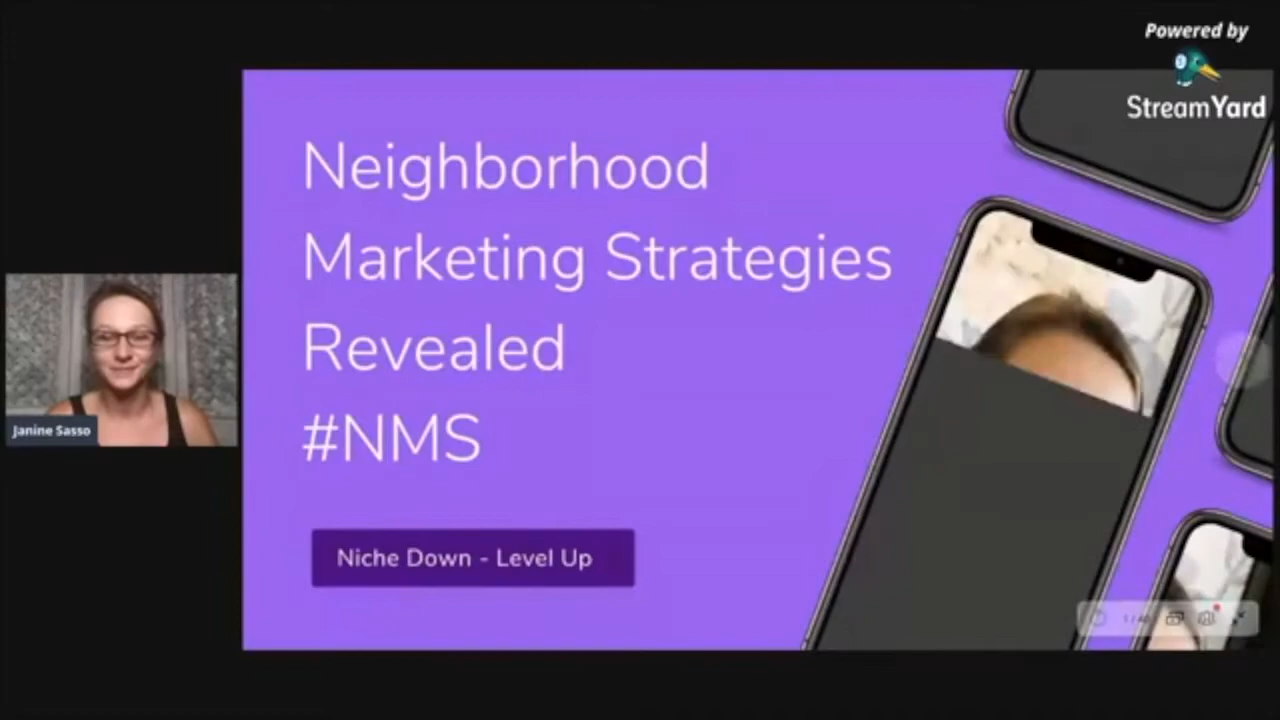 Powered by
StreamYard
Neighborhood
Marketing Strategies
Revealed
#NMS
Janine Sasso
Niche Down - Level Up